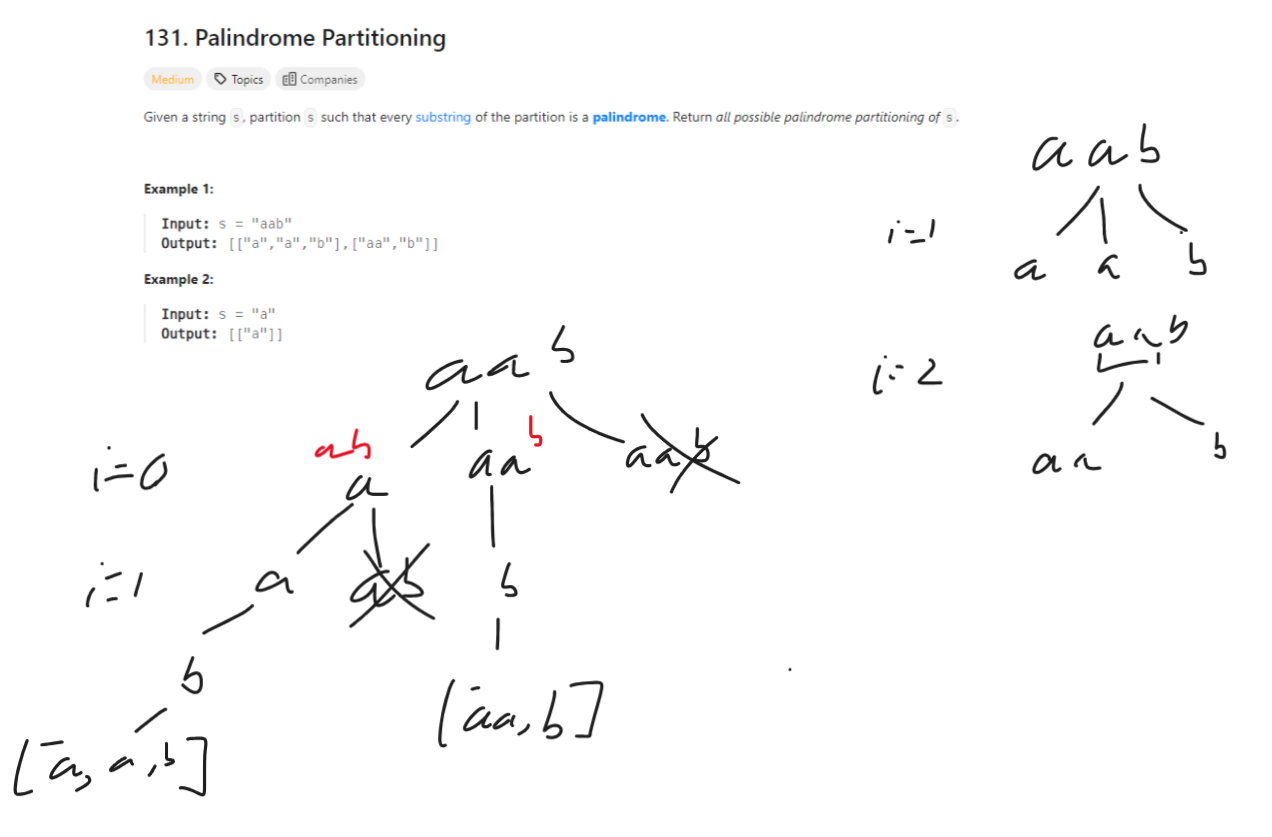 131. Palindrome Partitioning
Medium Topics Companies
Given a string s, partition s such that every substring of the partition is a palindrome. Return all possible palindrome partitioning of s.
Example 1:
Input: s = "aab"
Output: [["a","a","b"],["aa","b"]]
Example 2:
Input: s = "a"
Output: [["a"]]
aab
i=0
ab
a
aab
aab
i=1
a
ab
b
b
[a, a, b]
[aa, b]
aab
i=1
a a b
aab
i=2
aa b